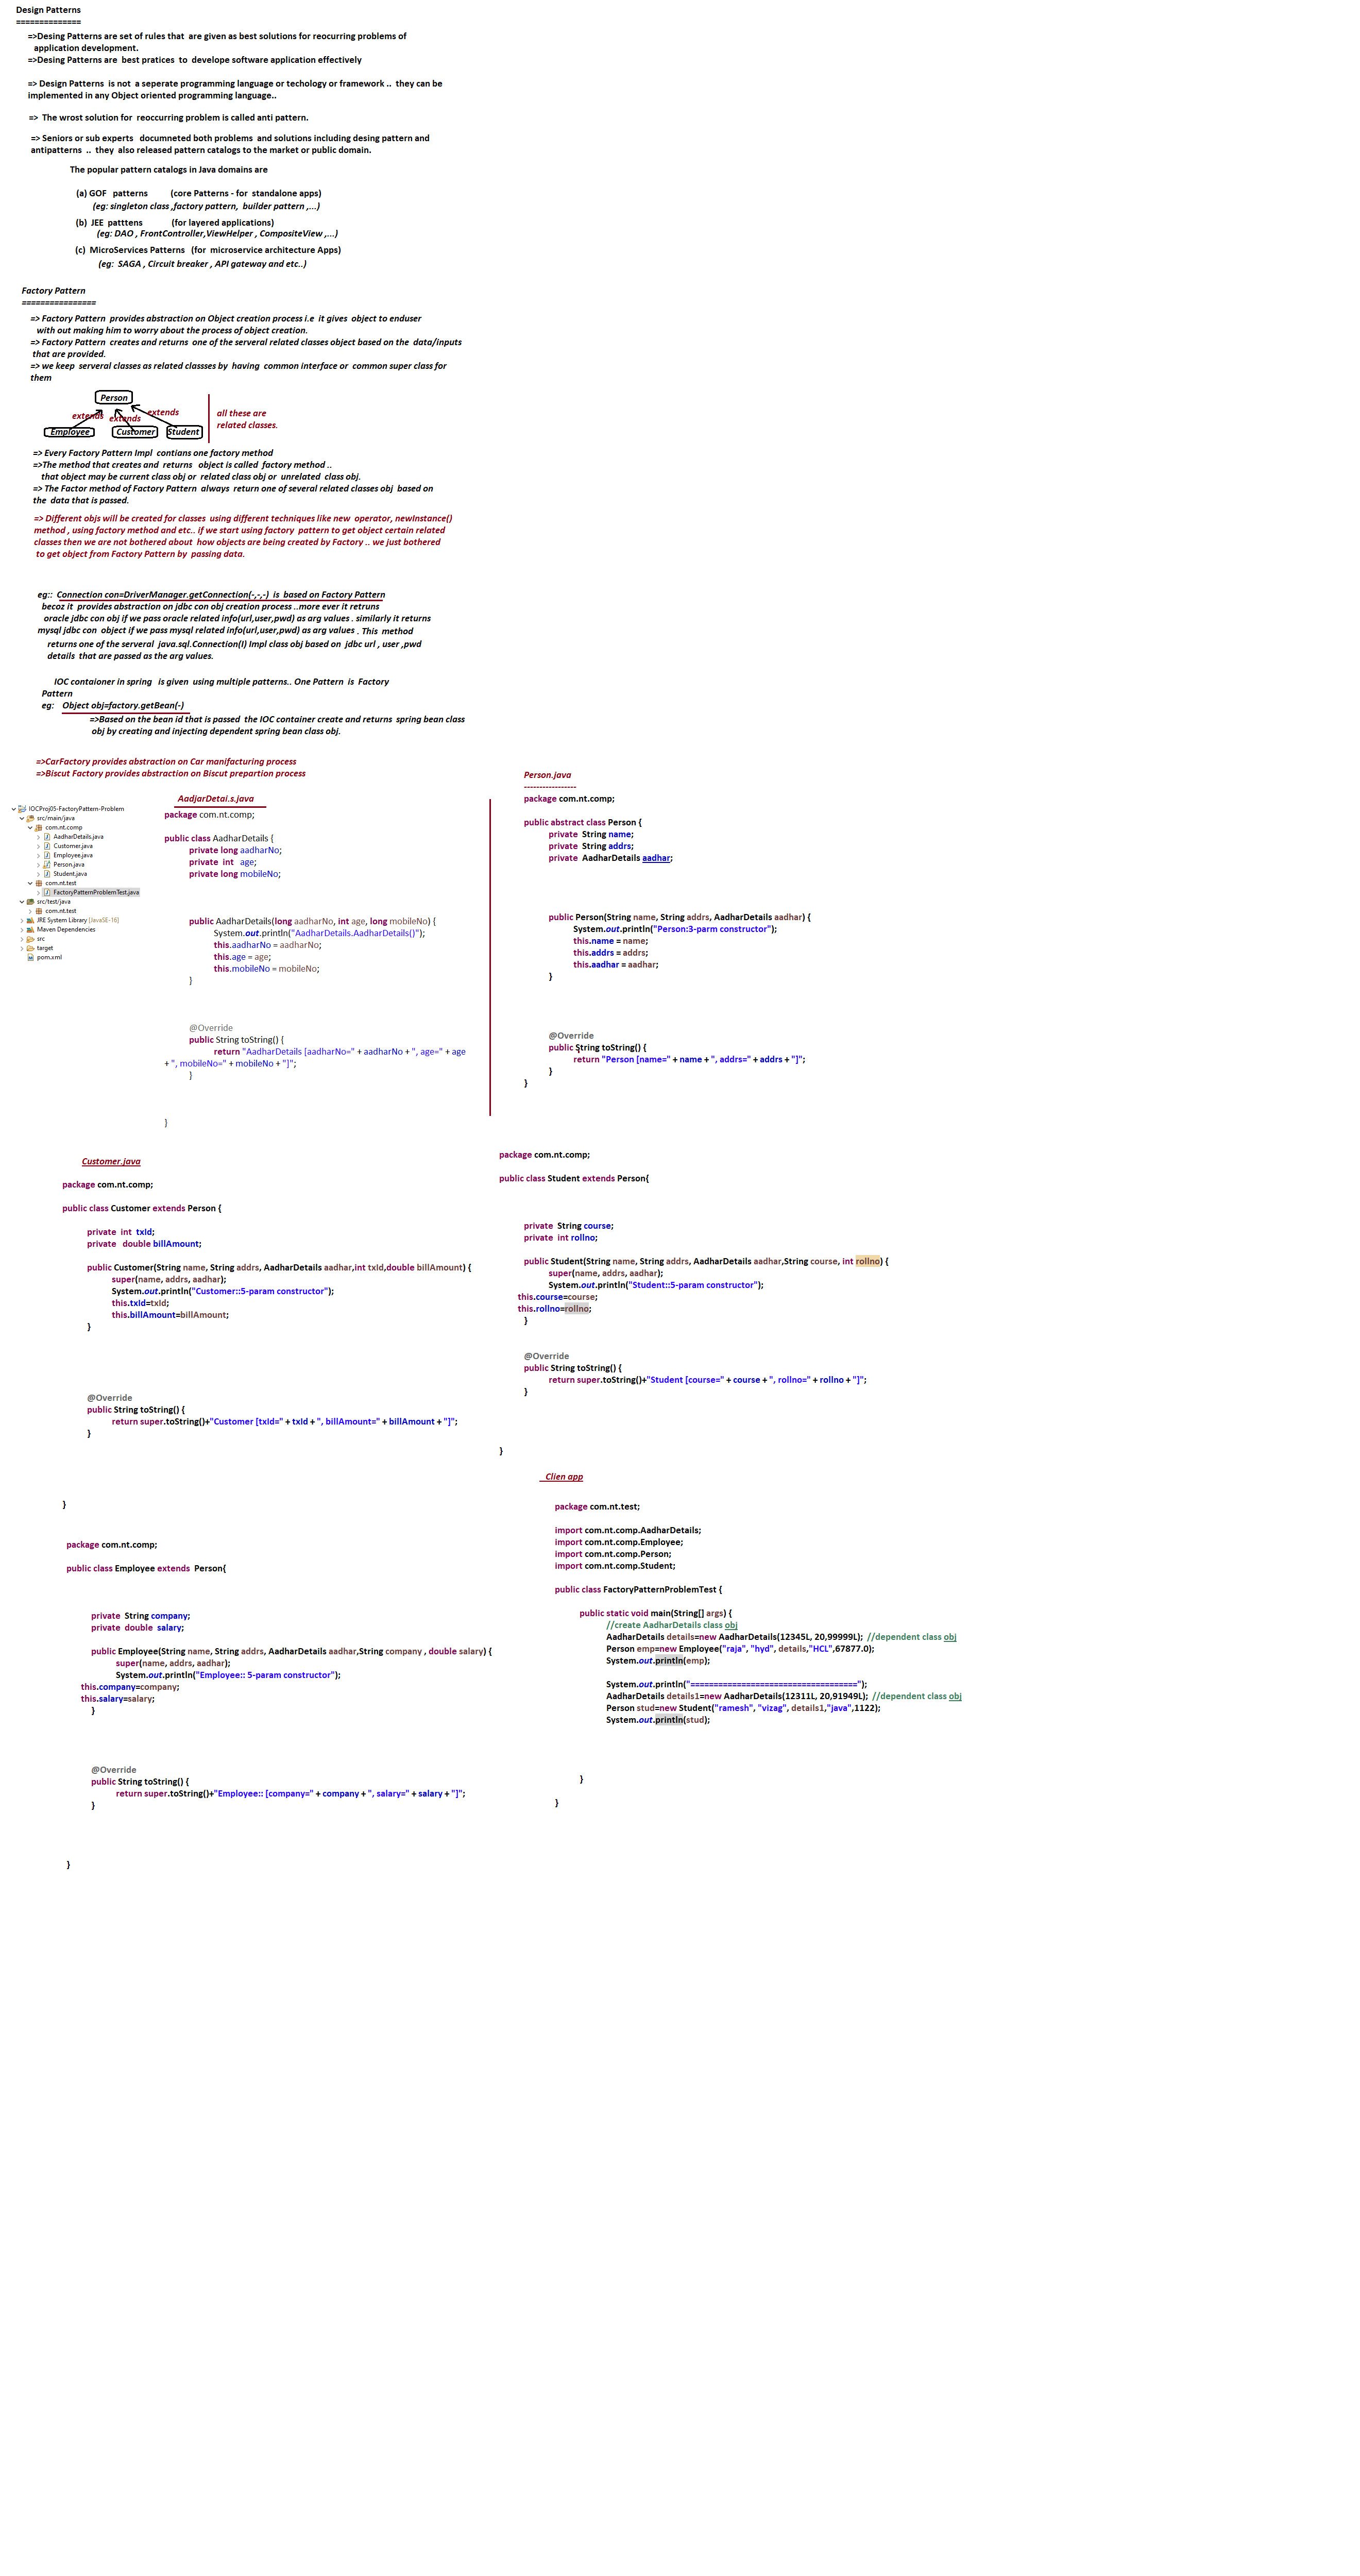 Design Patterns
==============
=>Desing Patterns are set of rules that are given as best solutions for reocurring problems of
application development.
=>Desing Patterns are best pratices to develope software application effectively
=> Design Patterns is not a seperate programming language or techology or framework .. they can be
implemented in any Object oriented programming language..
=> The wrost solution for reoccurring problem is called anti pattern.
=> Seniors or sub experts documneted both problems and solutions including desing pattern and
antipatterns .. they also released pattern catalogs to the market or public domain.
The popular pattern catalogs in Java domains are
(a) GOF patterns (core Patterns - for standalone apps)
(eg: singleton class ,factory pattern, builder pattern ,...)
(b) JEE patttens (for layered applications)
(eg: DAO , FrontController,ViewHelper , CompositeView ,...)
(c) MicroServices Patterns (for microservice architecture Apps)
(eg: SAGA , Circuit breaker , API gateway and etc..)
Factory Pattern
================
=> Factory Pattern provides abstraction on Object creation process i.e it gives object to enduser
with out making him to worry about the process of object creation.
=> Factory Pattern creates and returns one of the serveral related classes object based on the data/inputs
that are provided.
=> we keep serveral classes as related classses by having common interface or common super class for
them
Person
extends
extends
extends
Employee
Customer
Student
all these are
related classes.
=> Every Factory Pattern Impl contians one factory method
=>The method that creates and returns object is called factory method ..
that object may be current class obj or related class obj or unrelated class obj.
=> The Factor method of Factory Pattern always return one of several related classes obj based on
the data that is passed.
=> Different objs will be created for classes using different techniques like new operator, newInstance()
method , using factory method and etc.. if we start using factory pattern to get object certain related
classes then we are not bothered about how objects are being created by Factory .. we just bothered
to get object from Factory Pattern by passing data.
eg:: Connection con=DriverManager.getConnection(-,-,-) is based on Factory Pattern
becoz it provides abstraction on jdbc con obj creation process ..more ever it retruns
oracle jdbc con obj if we pass oracle related info(url,user,pwd) as arg values . similarly it returns
mysql jdbc con object if we pass mysql related info(url,user,pwd) as arg values . This method
returns one of the serveral java.sql.Connection(I) Impl class obj based on jdbc url , user ,pwd
details that are passed as the arg values.
IOC contaioner in spring is given using multiple patterns.. One Pattern is Factory
Pattern
eg: Object obj=factory.getBean(-)
=>Based on the bean id that is passed the IOC container create and returns spring bean class
obj by creating and injecting dependent spring bean class obj.
=>CarFactory provides abstraction on Car manifacturing process
=>Biscut Factory provides abstraction on Biscut prepartion process
IOCProj05-FactoryPattern-Problem
src/main/java
com.nt.comp
AadharDetails.java
Customer.java
Employee.java
Person.java
Student.java
com.nt.test
FactoryPatternProblemTest.java
src/test/java
com.nt.test
JRE System Library [JavaSE-16]
Maven Dependencies
src
target
pom.xml
AadjarDetai.s.java
package com.nt.comp;
public class AadharDetails {
private long aadharNo;
private int age;
private long mobileNo;
public AadharDetails(long aadharNo, int age, long mobileNo) {
System.out.println("AadharDetails.AadharDetails()");
this.aadharNo = aadharNo;
this.age = age;
this.mobileNo = mobileNo;
}
@Override
public String toString() {
return "AadharDetails [aadharNo=" + aadharNo + ", age=" + age
+ ", mobileNo=" + mobileNo + "]";
}
}
Person.java
-----------------
package com.nt.comp;
public abstract class Person {
private String name;
private String addrs;
private AadharDetails aadhar;
public Person(String name, String addrs, AadharDetails aadhar) {
System.out.println("Person:3-parm constructor");
this.name = name;
this.addrs = addrs;
this.aadhar = aadhar;
}
@Override
public String toString() {
return "Person [name=" + name + ", addrs=" + addrs + "]";
}
}
Customer.java
package com.nt.comp;
public class Customer extends Person {
private int txId;
private double billAmount;
public Customer(String name, String addrs, AadharDetails aadhar,int txId,double billAmount) {
super(name, addrs, aadhar);
System.out.println("Customer::5-param constructor");
this.txId=txId;
this.billAmount=billAmount;
}
@Override
public String toString() {
return super.toString()+"Customer [txId=" + txId + ", billAmount=" + billAmount + "]";
}
}
package com.nt.comp;
public class Student extends Person{
private String course;
private int rollno;
public Student(String name, String addrs, AadharDetails aadhar,String course, int rollno) {
super(name, addrs, aadhar);
System.out.println("Student::5-param constructor");
this.course=course;
this.rollno=rollno;
}
@Override
public String toString() {
return super.toString()+"Student [course=" + course + ", rollno=" + rollno + "]";
}
}
package com.nt.comp;
public class Employee extends Person{
private String company;
private double salary;
public Employee(String name, String addrs, AadharDetails aadhar,String company , double salary) {
super(name, addrs, aadhar);
System.out.println("Employee:: 5-param constructor");
this.company=company;
this.salary=salary;
}
@Override
public String toString() {
return super.toString()+"Employee:: [company=" + company + ", salary=" + salary + "]";
}
}
Clien app
package com.nt.test;
import com.nt.comp.AadharDetails;
import com.nt.comp.Employee;
import com.nt.comp.Person;
import com.nt.comp.Student;
public class FactoryPatternProblemTest {
public static void main(String[] args) {
//create AadharDetails class obj
AadharDetails details=new AadharDetails(12345L, 20,99999L); //dependent class obj
Person emp=new Employee("raja", "hyd", details,"HCL",67877.0);
System.out.println(emp);
System.out.println("====================================");
AadharDetails details1=new AadharDetails(12311L, 20,91949L); //dependent class obj
Person stud=new Student("ramesh", "vizag", details1,"java",1122);
System.out.println(stud);
}
}